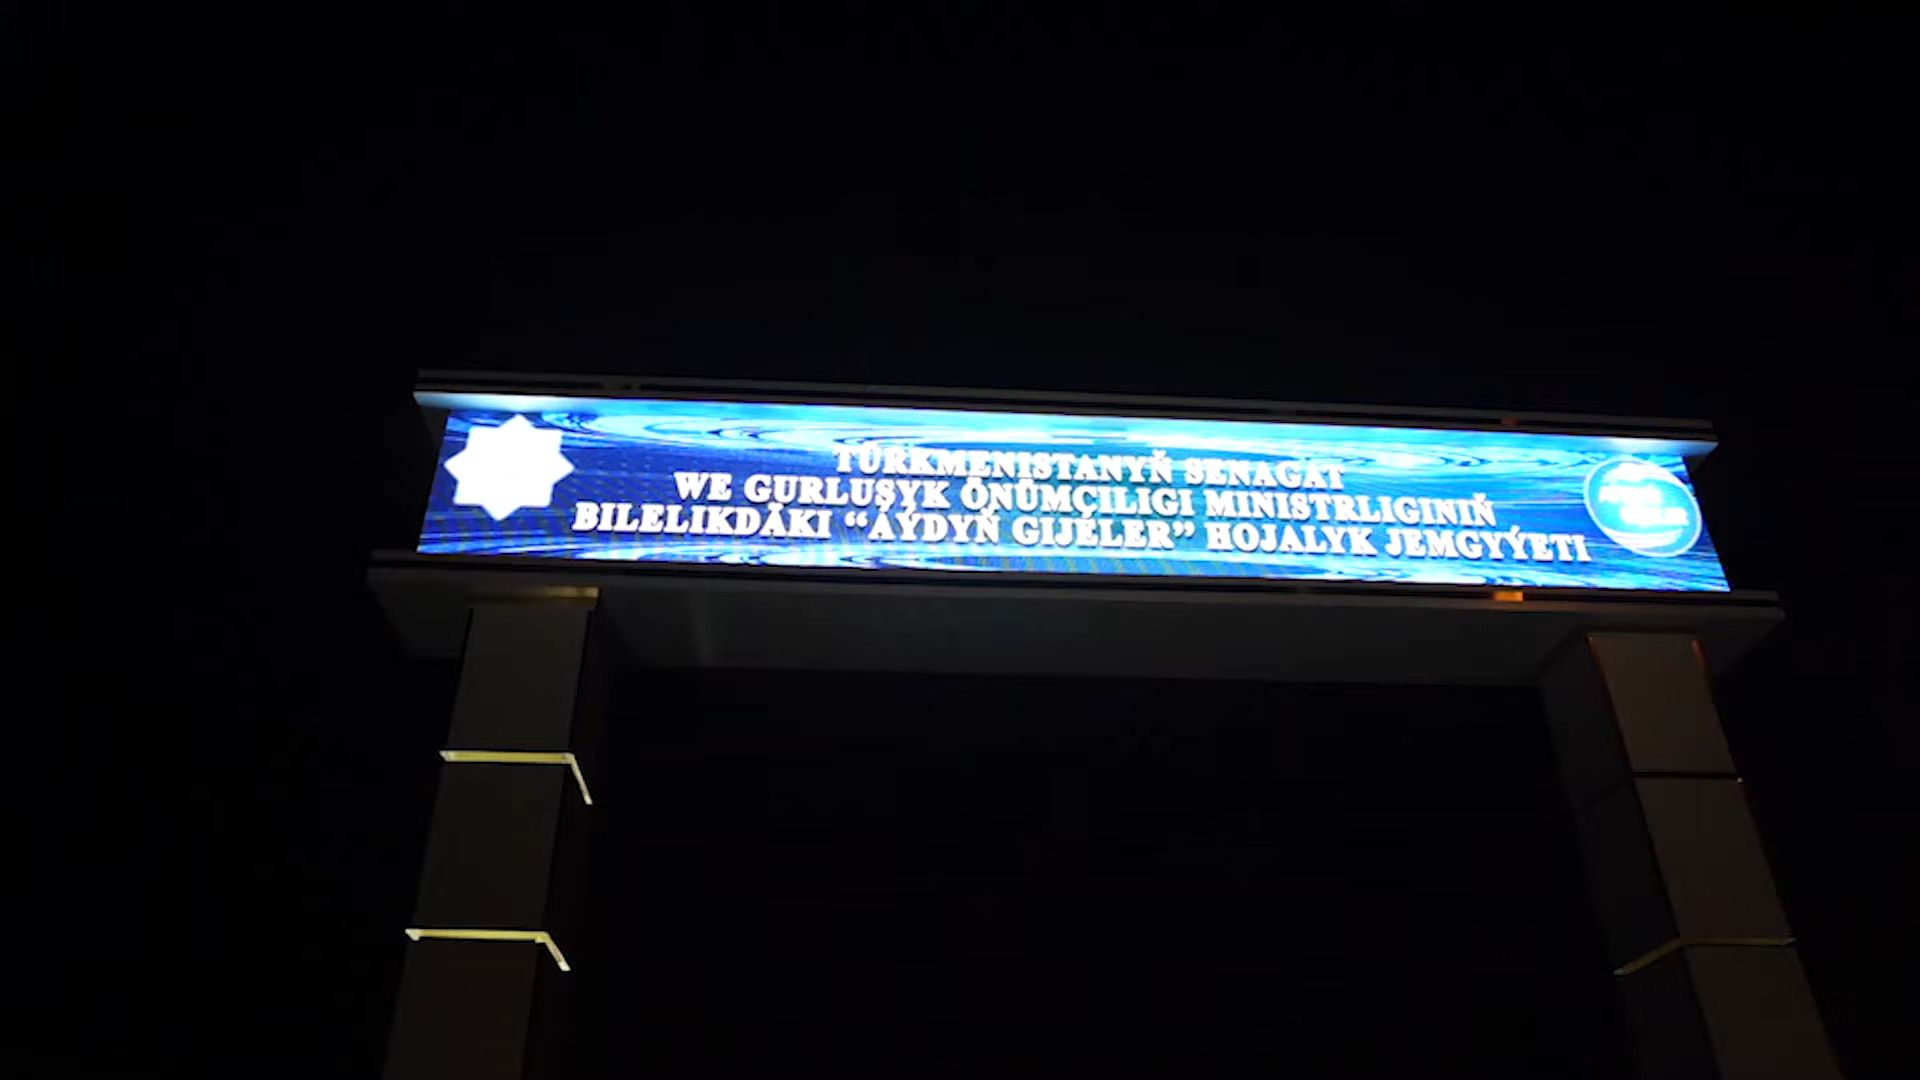 TÜRKMENISTANYŇ SENAGAT
WE GURLUŞYK ÖNÜMÇILIGI MINISTRLIGINIŇ
BILELIKDÄKI “AÝDYŇ GIJELER” HOJALYK JEMGYÝETI